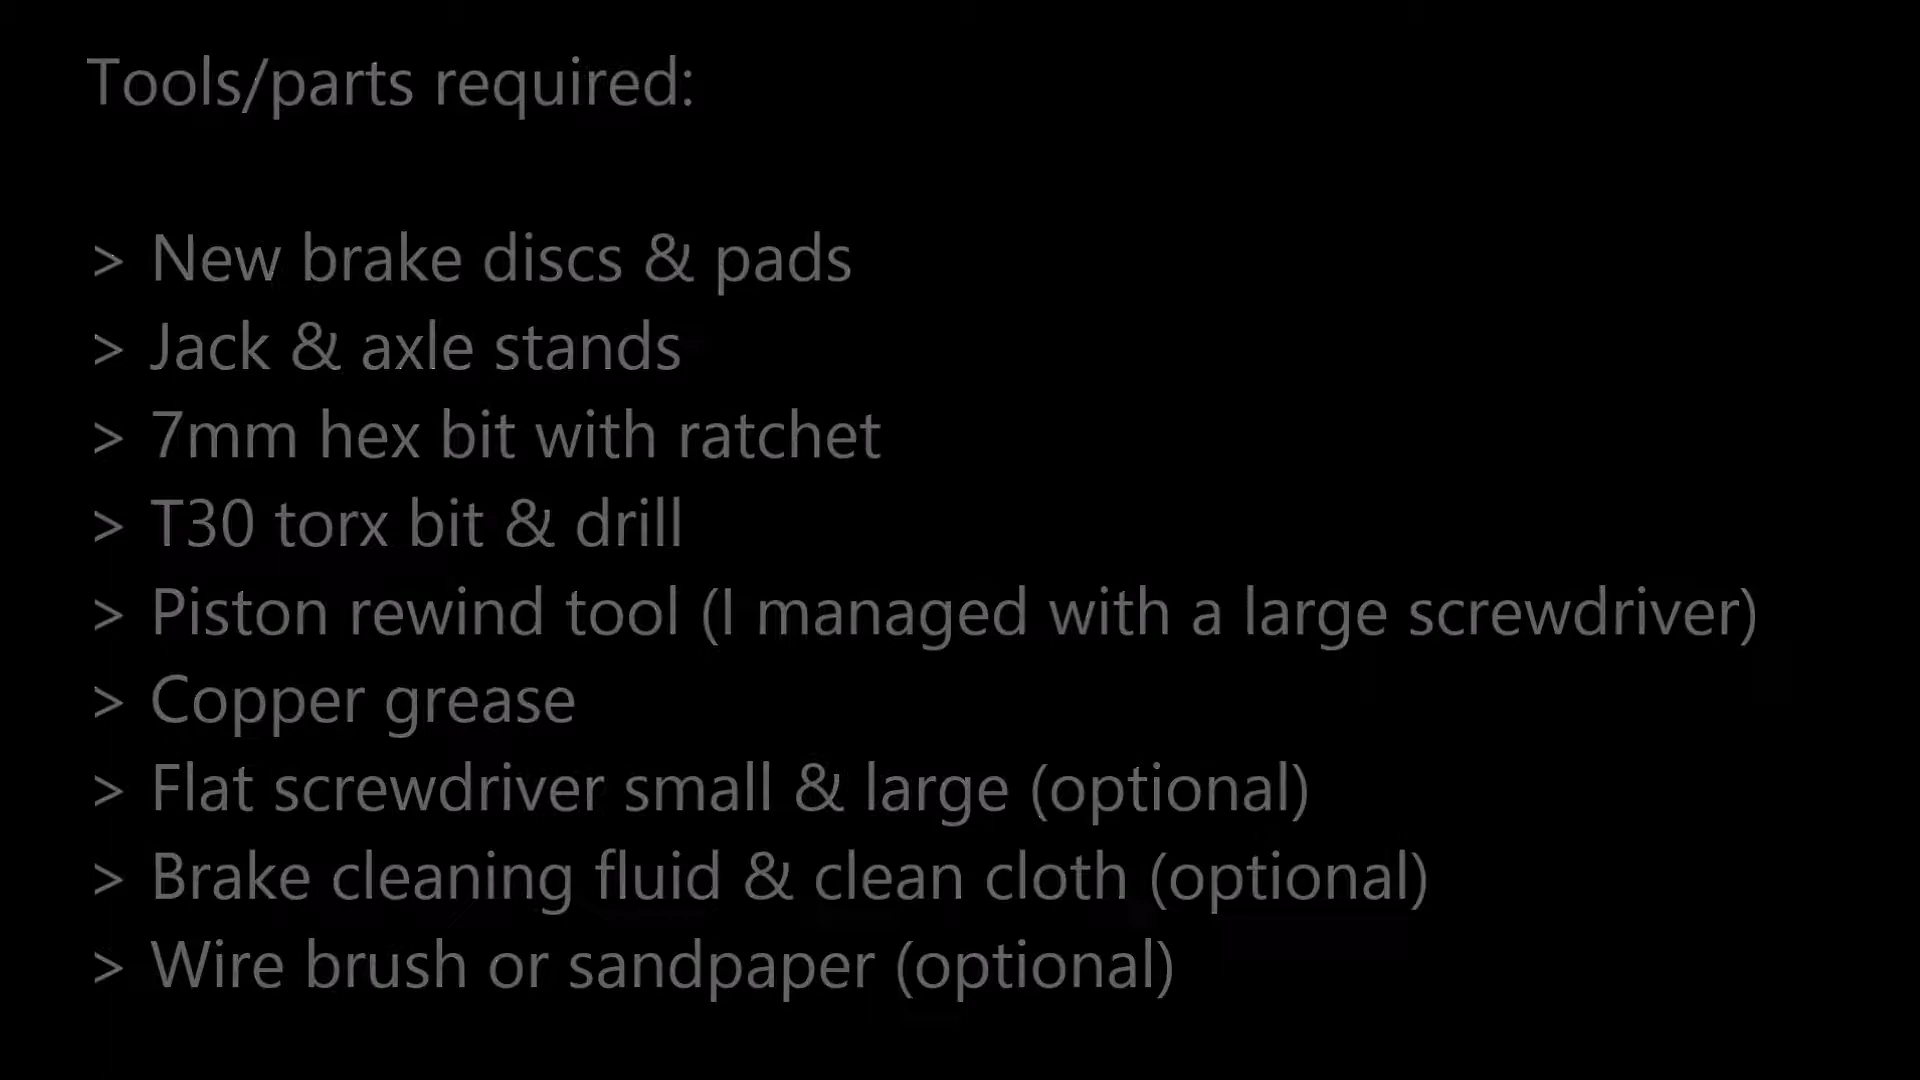 Tools/parts required:
> New brake discs & pads
> Jack & axle stands
> 7mm hex bit with ratchet
> T30 torx bit & drill
> Piston rewind tool (I managed with a large screwdriver)
> Copper grease
> Flat screwdriver small & large (optional)
> Brake cleaning fluid & clean cloth (optional)
> Wire brush or sandpaper (optional)